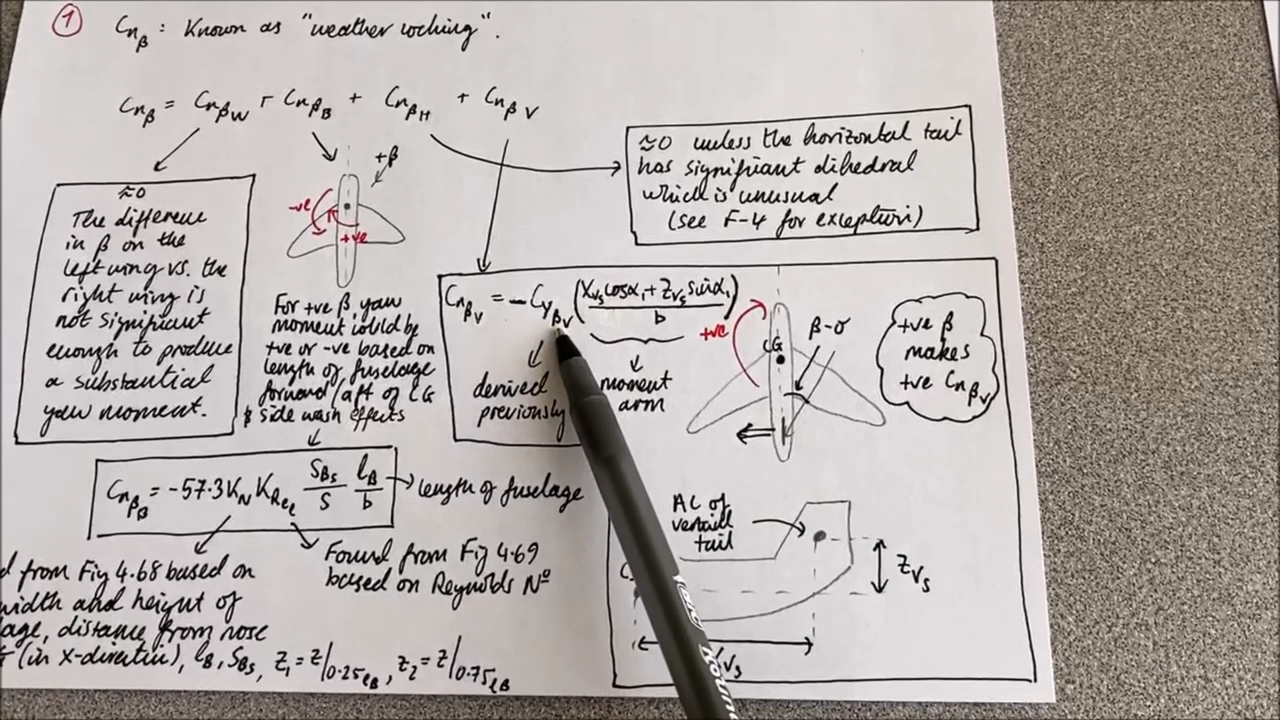 1
Cnβ : Known as "weather cocking".
Cnβ = CnβW + CnβB + CnβH + CnβV
≈0
The difference
in β on the
left wing vs. the
right wing is
not significant
enough to produce
a substantial
yaw moment.
+β
-ve
+ve
For +ve β, yaw
moment could be
+ve or -ve based on
length of fuselage
forward/aft of CG
& side wash effects
CnβB = -57.3 KN KRel SBs/S lB/b
length of fuselage
from Fig 4.68 based on
width and height of
distance from nose
(in x-direction), lB, SBs, Z1 = Z/0.25lB, Z2 = Z/0.75lB
Found from Fig 4.69
based on Reynolds Nº
≈0 unless the horizontal tail
has significant dihedral
which is unusual
(see F-4 for exception)
CnβV = -CyβV (XVs cosα1 + ZVs sinα1 / b)
derived
previously
moment
arm
+ve
CG
β-σ
+ve β
makes
+ve CnβV
AC of
vertical
tail
ZVs
Vs